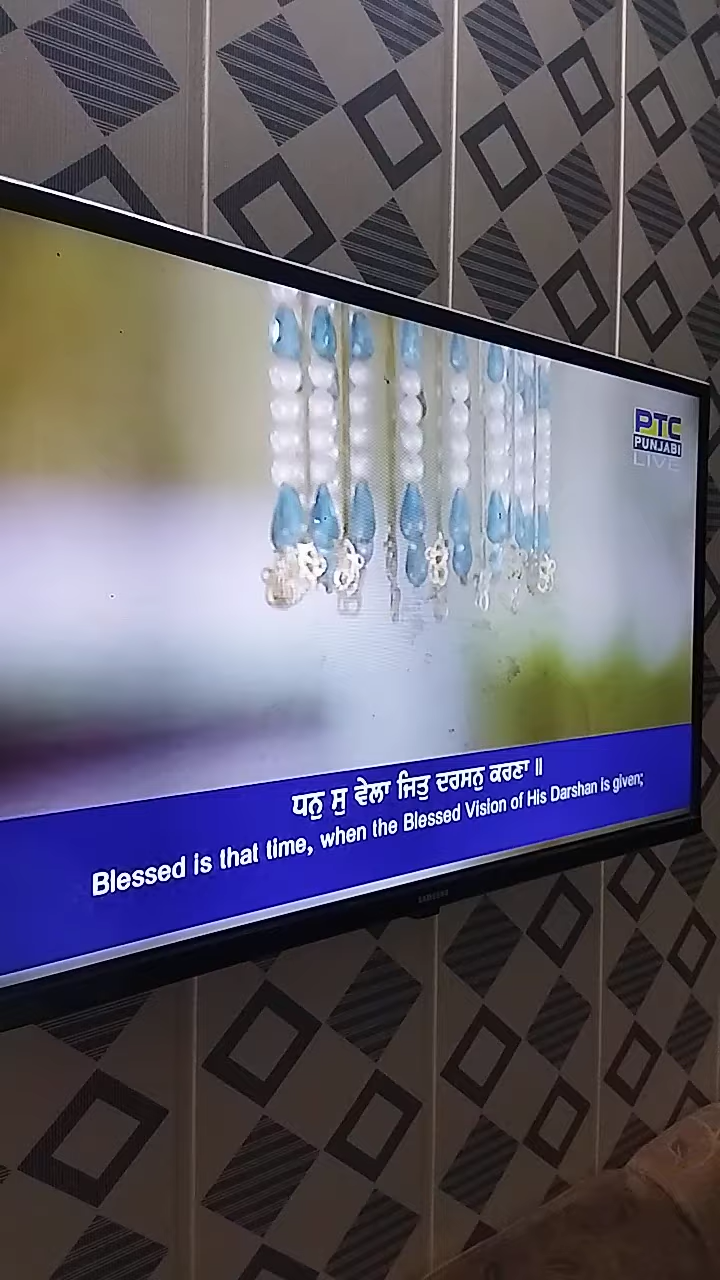 PTC
PUNJABI
LIVE
ਧਨੁ ਸੁ ਵੇਲਾ ਜਿਤੁ ਦਰਸਨੁ ਕਰਣਾ ॥
Blessed is that time, when the Blessed Vision of His Darshan is given;
SAMSUNG